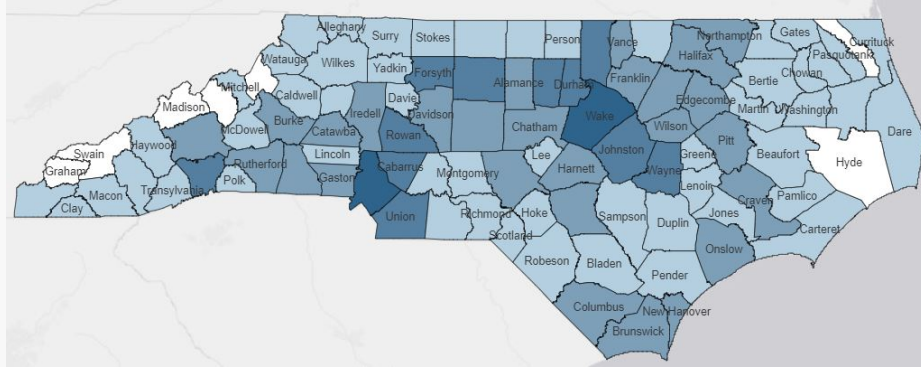 Alleghany
Surry
Stokes
Person
Vance
Northampton
Gates
Currituck
Pasquotank
Watauga
Wilkes
Yadkin
Forsyth
Alamance
Durham
Franklin
Halifax
Bertie
Chowan
Mitchell
Madison
Caldwell
Davie
Iredell
Davidson
Chatham
Wake
Edgecombe
Martin
Washington
Dare
McDowell
Burke
Catawba
Rowan
Wilson
Pitt
Beaufort
Hyde
Swain
Haywood
Rutherford
Lincoln
Cabarrus
Montgomery
Lee
Harnett
Johnston
Wayne
Greene
Graham
Macon
Transylvania
Polk
Gaston
Lenoir
Craven
Pamlico
Clay
Union
Richmond
Hoke
Sampson
Duplin
Jones
Carteret
Scotland
Robeson
Bladen
Pender
Onslow
Columbus
New Hanover
Brunswick